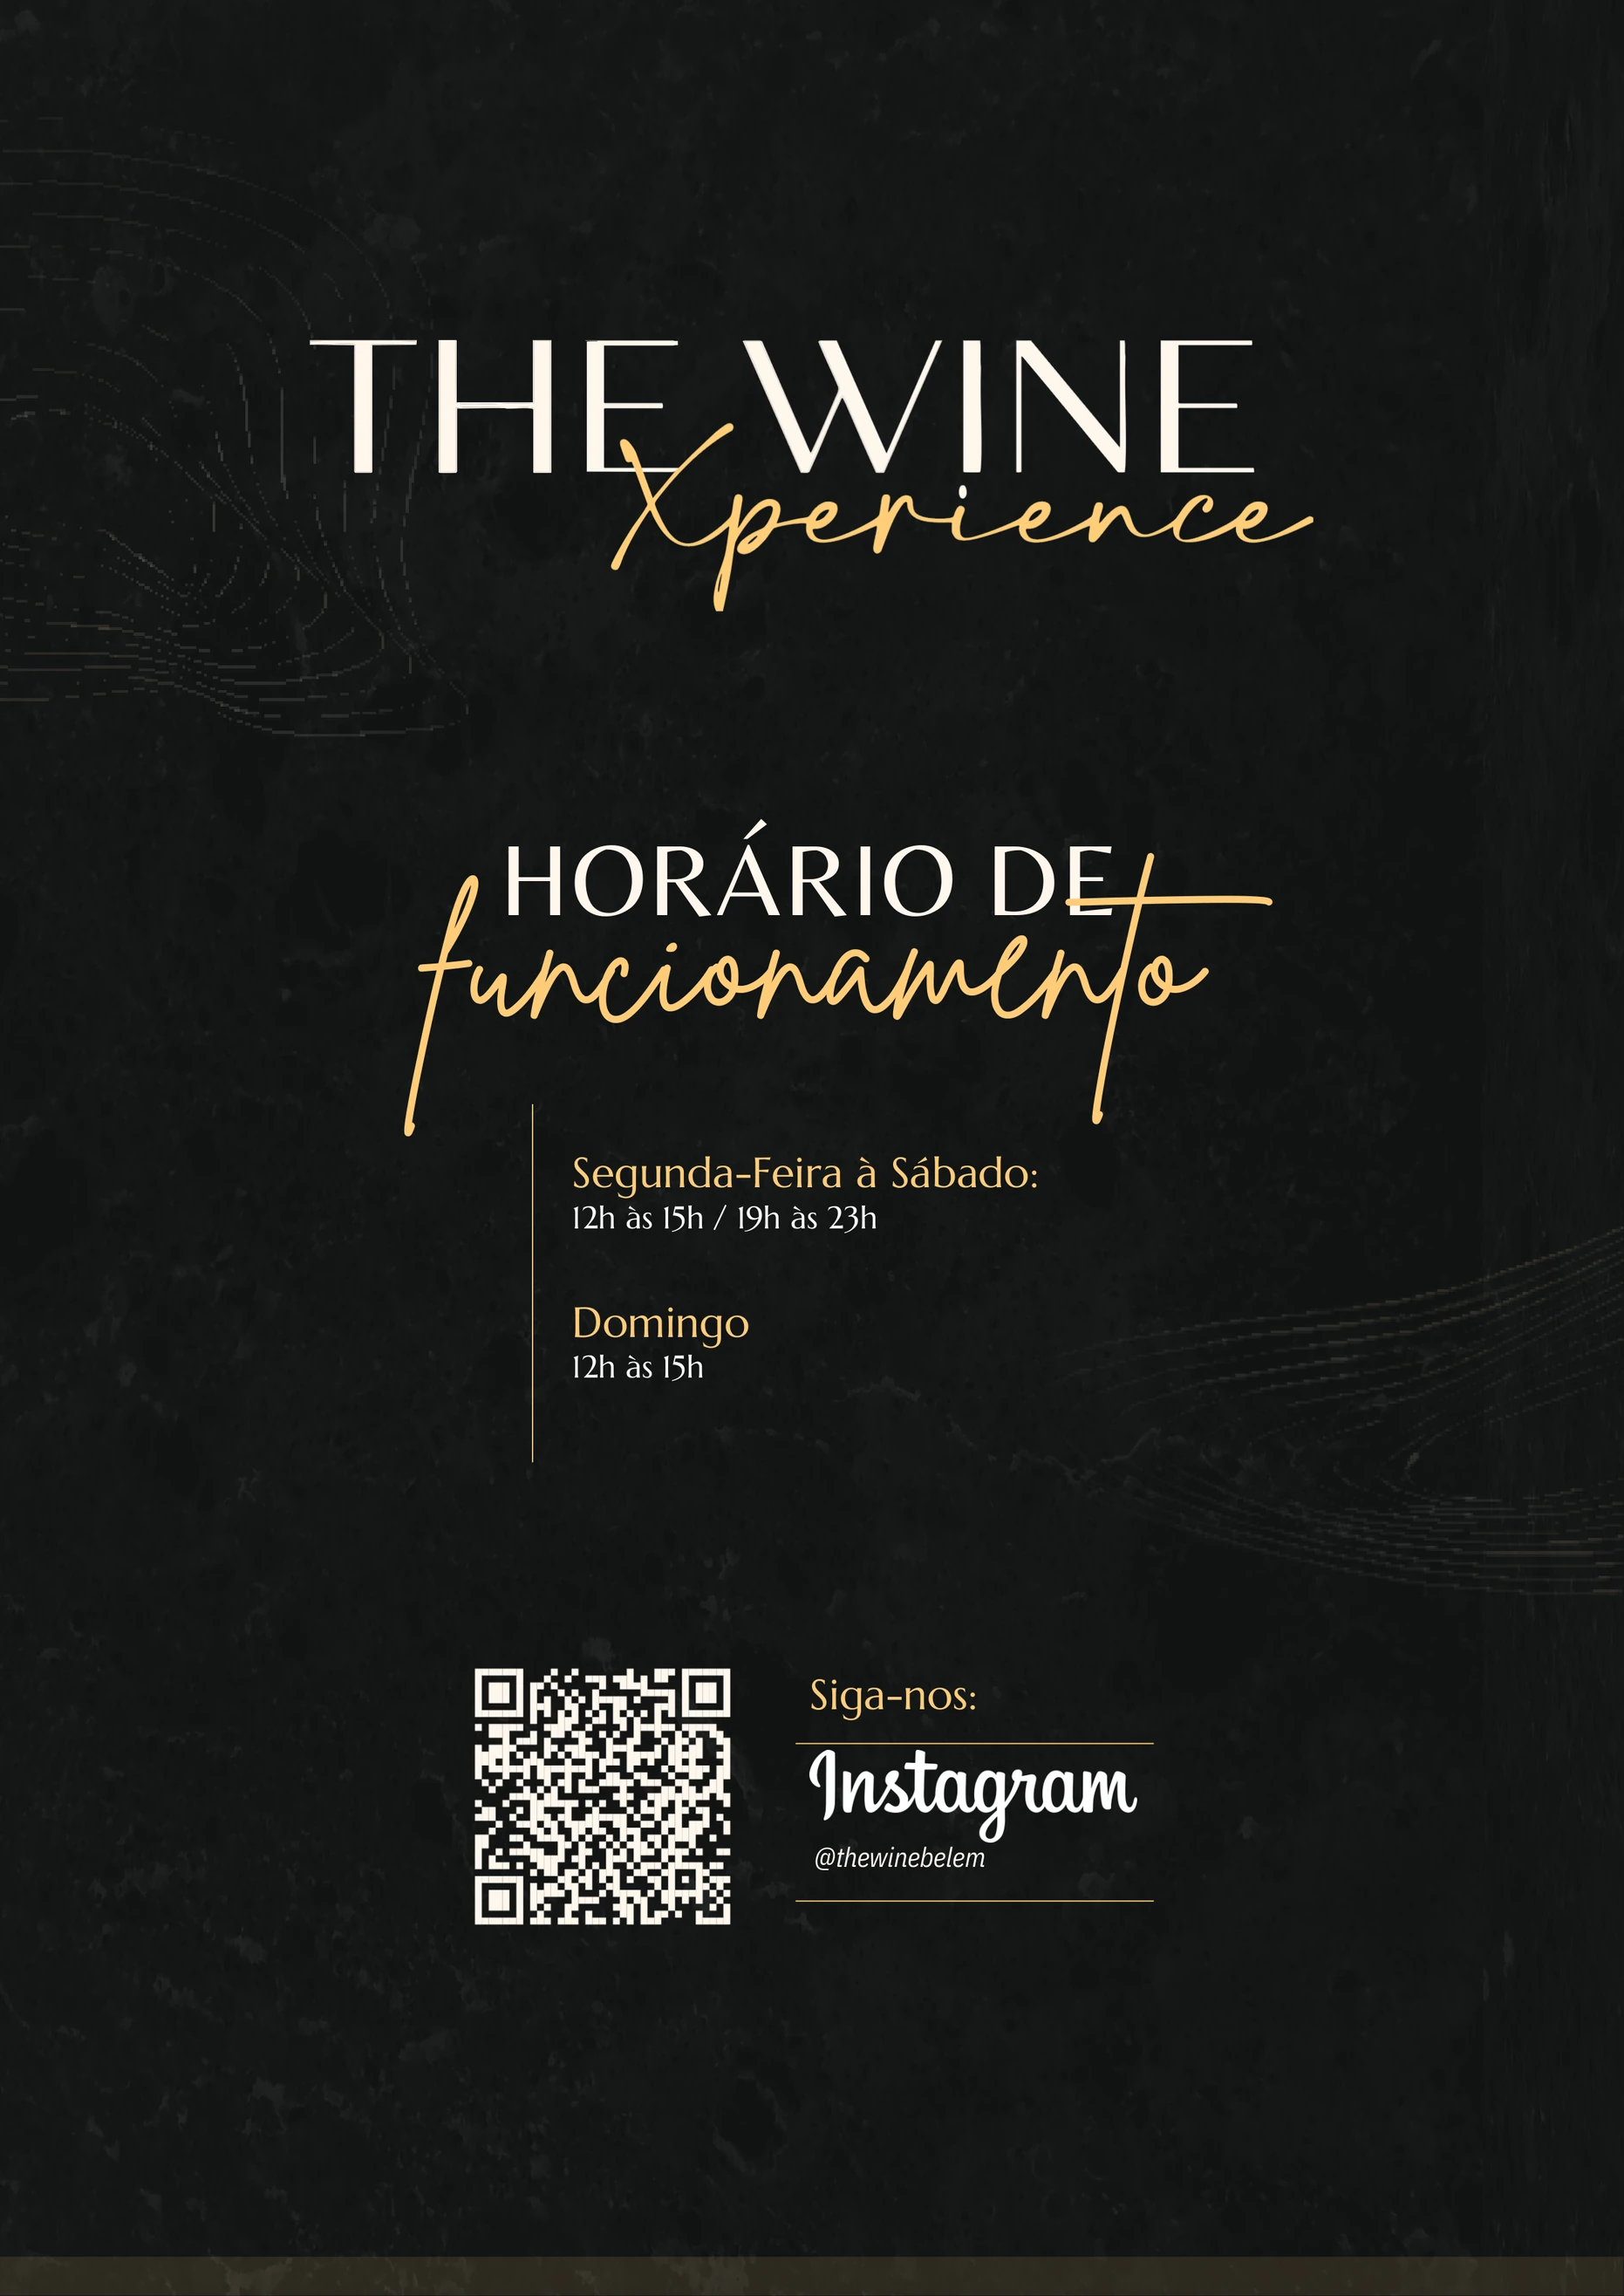 THE WINE
Xperience
HORÁRIO DE
funcionamento
Segunda-Feira à Sábado:
12h às 15h / 19h às 23h
Domingo
12h às 15h
Siga-nos:
Instagram
@thewinebelem